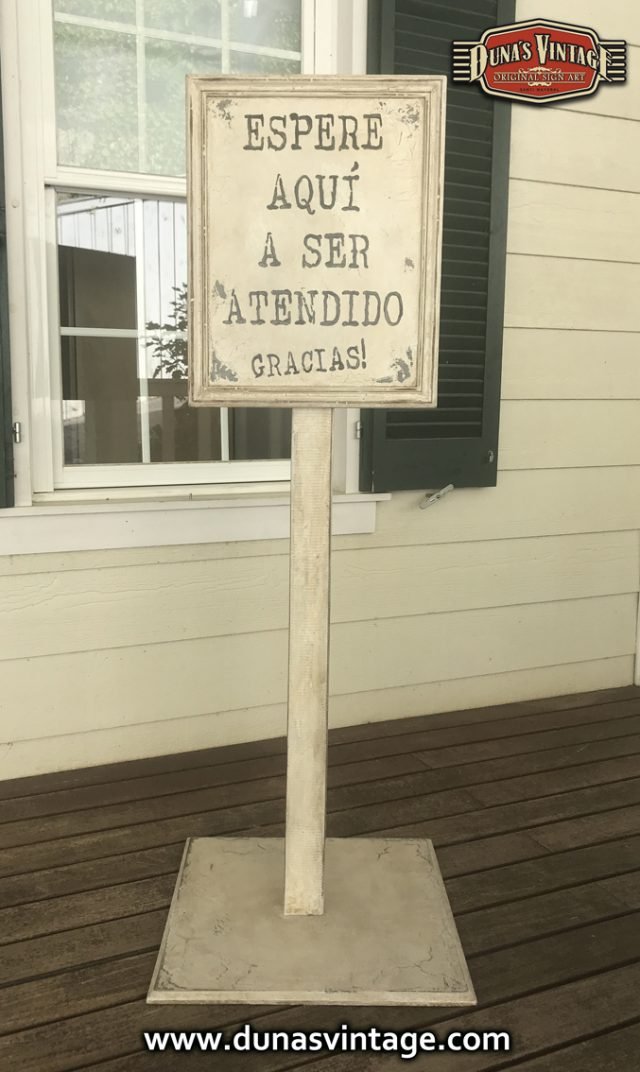 DUNA'S VINTAGE
ORIGINAL SIGN ART
ESPERE
AQUÍ
A SER
ATENDIDO
GRACIAS!
www.dunasvintage.com